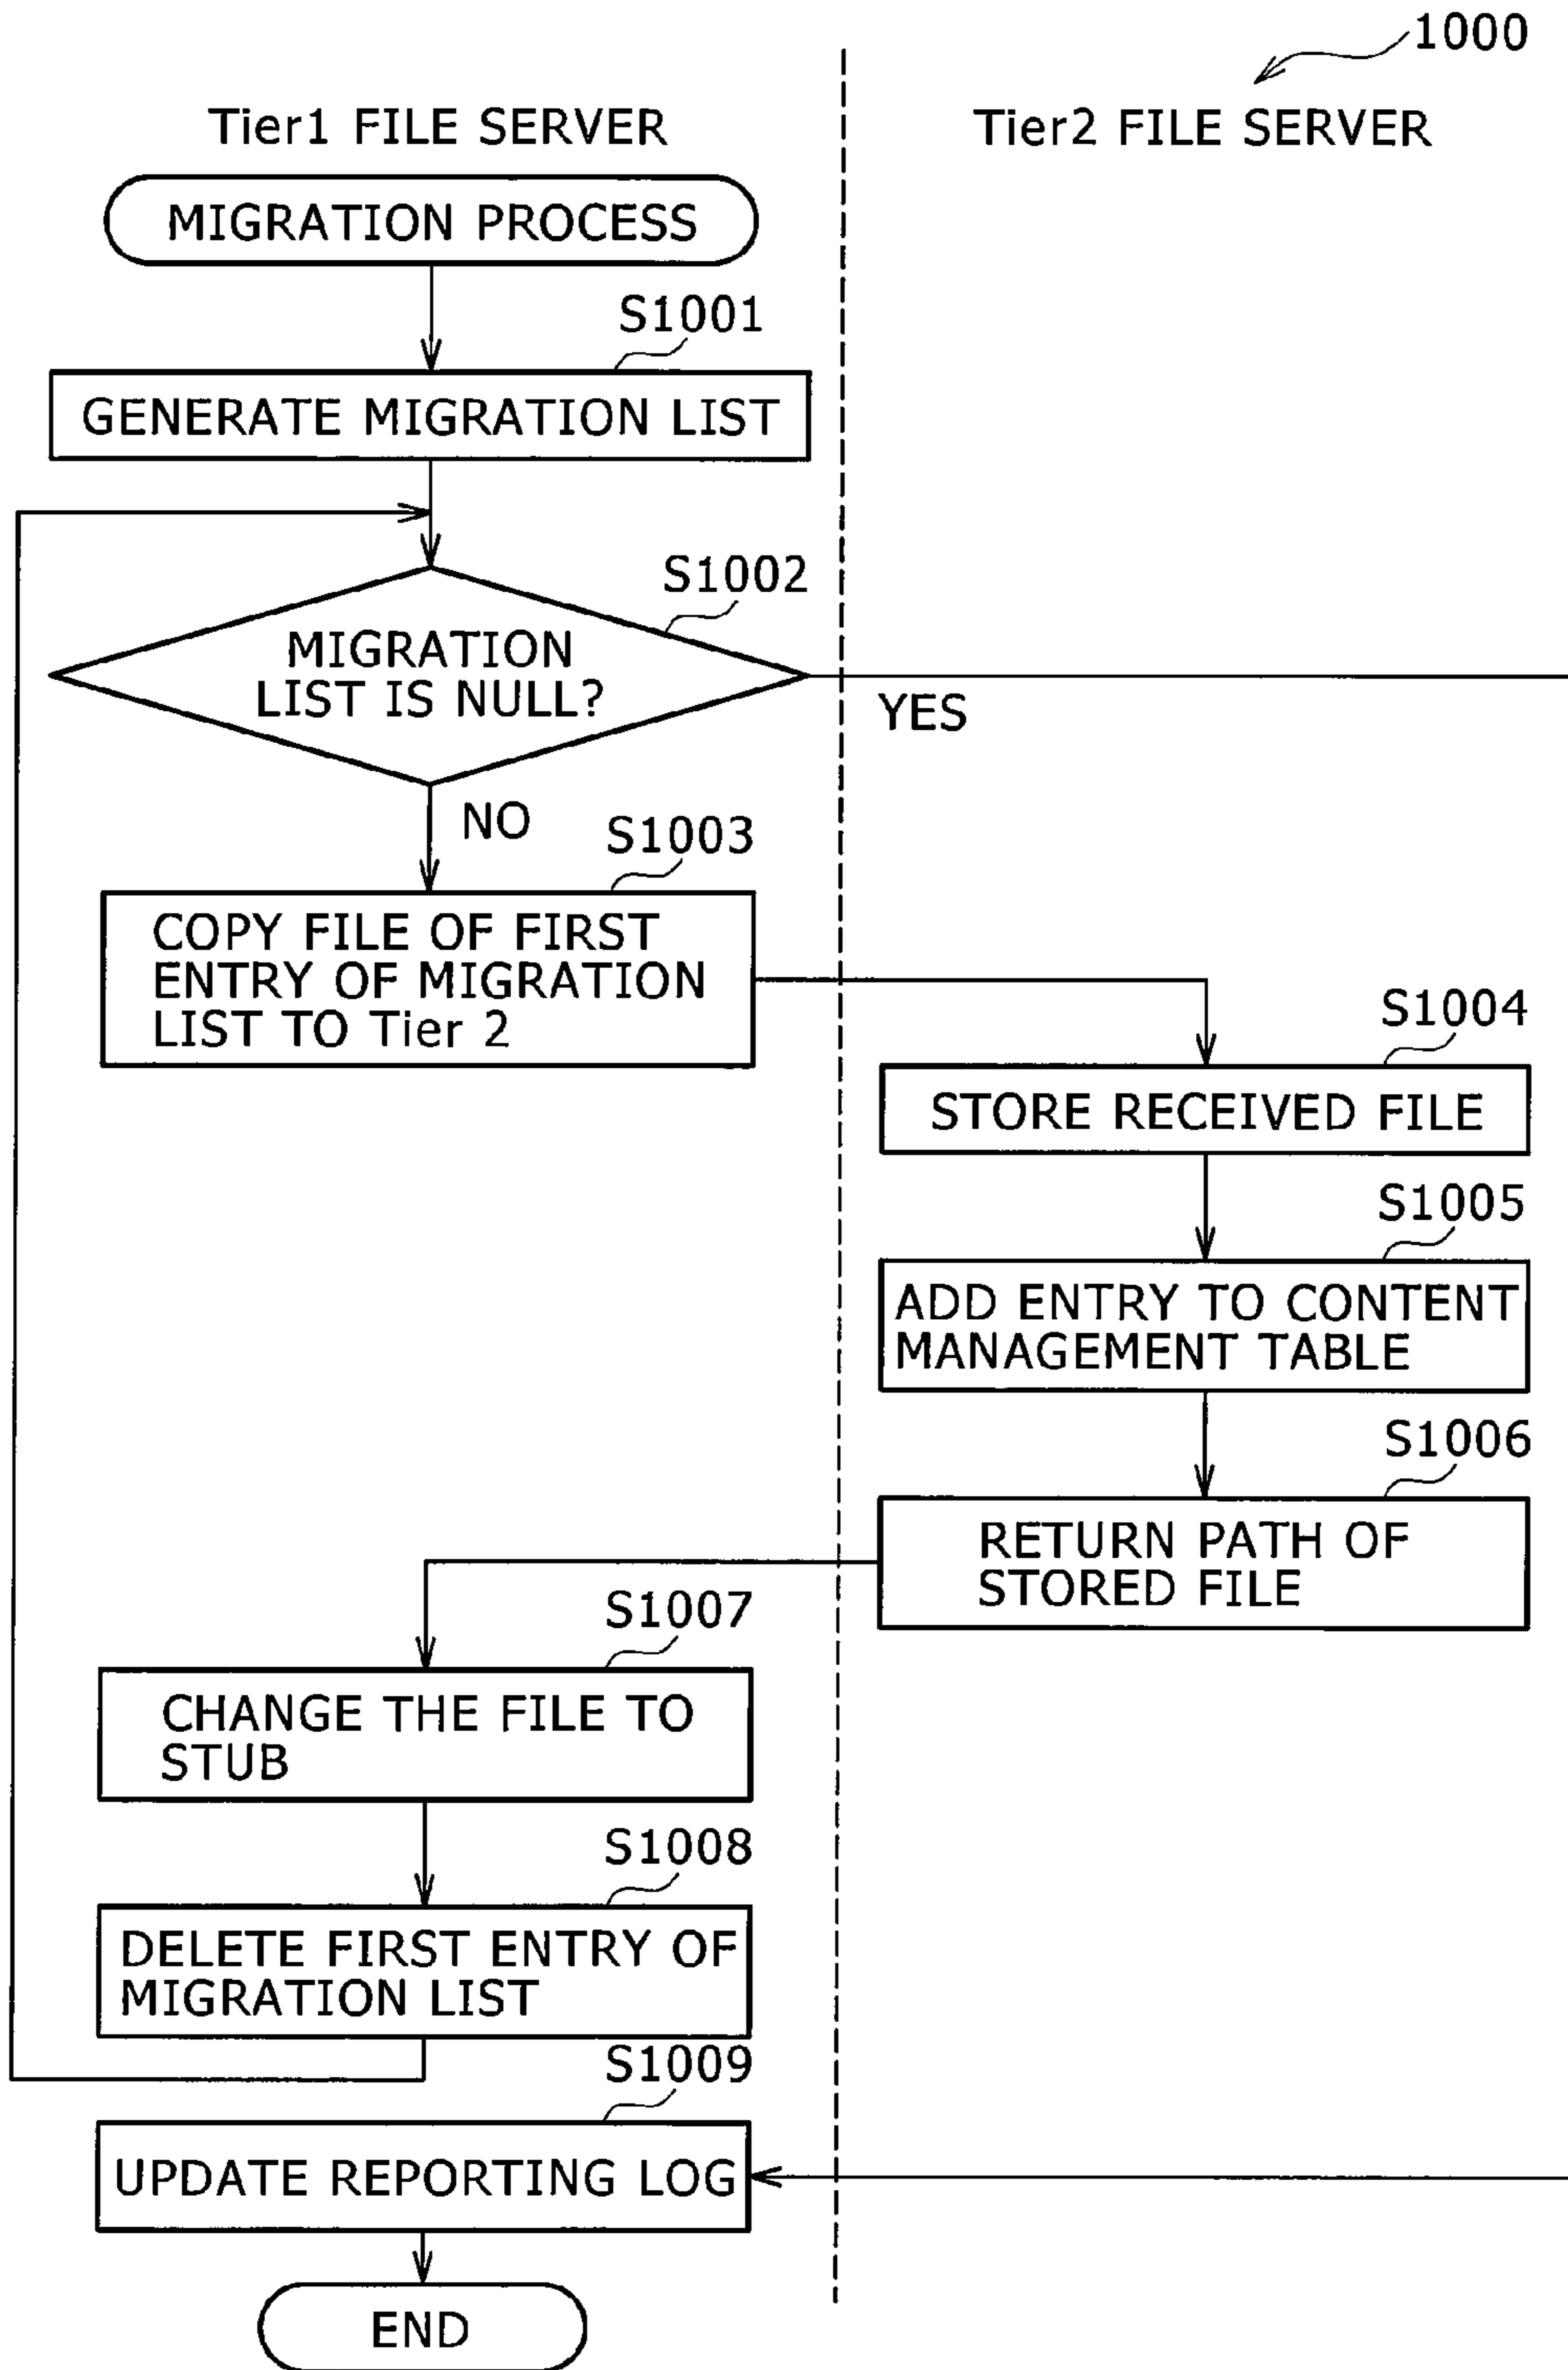 1000
Tier1 FILE SERVER
Tier2 FILE SERVER
MIGRATION PROCESS
S1001
GENERATE MIGRATION LIST
S1002
MIGRATION
LIST IS NULL?
YES
NO
S1003
COPY FILE OF FIRST
ENTRY OF MIGRATION
LIST TO Tier 2
S1004
STORE RECEIVED FILE
S1005
ADD ENTRY TO CONTENT
MANAGEMENT TABLE
S1006
RETURN PATH OF
STORED FILE
S1007
CHANGE THE FILE TO
STUB
S1008
DELETE FIRST ENTRY OF
MIGRATION LIST
S1009
UPDATE REPORTING LOG
END